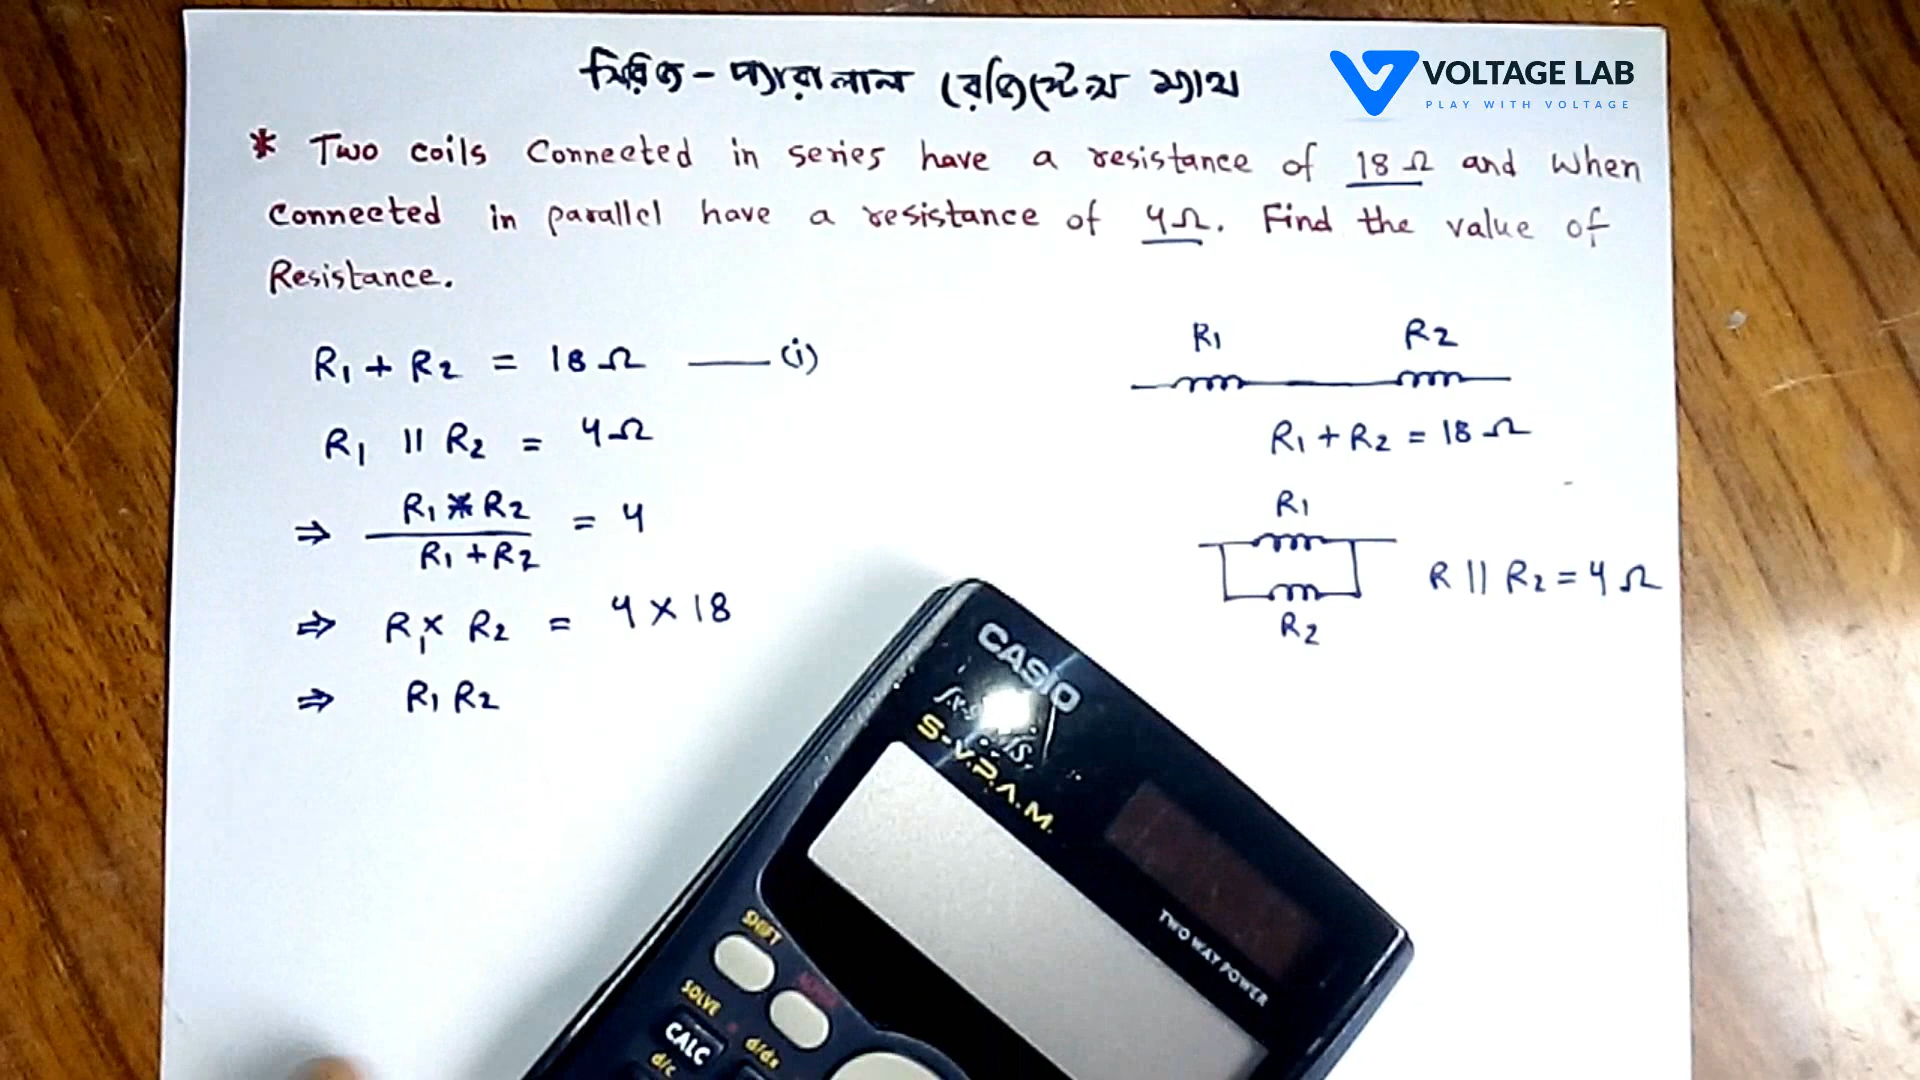 সিরিজ - প্যারালাল রেজিস্টেন্স ম্যাথ
VOLTAGE LAB
PLAY WITH VOLTAGE
* Two coils Connected in series have a resistance of 18 Ω and when
Connected in parallel have a resistance of 4Ω. Find the value of
Resistance.
R1 + R2 = 18 Ω —— (i)
R1 || R2 = 4Ω
⇒ R1 * R2 / R1 + R2 = 4
⇒ R1 × R2 = 4 × 18
⇒ R1 R2
R1 R2
R1 + R2 = 18 Ω
R1
R || R2 = 4 Ω
R2
CASIO
S-V.P.A.M.
TWO WAY POWER
SHIFT
SOLVE
CALC
d/dx
d/c